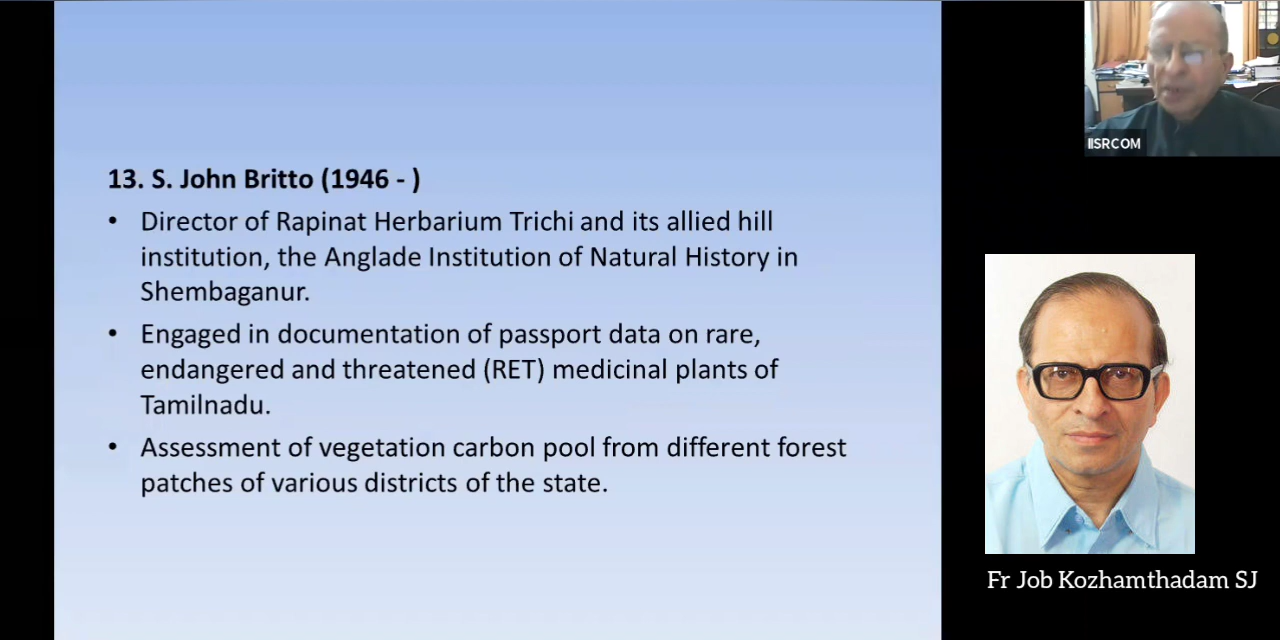 13. S. John Britto (1946 - )
• Director of Rapinat Herbarium Trichi and its allied hill
institution, the Anglade Institution of Natural History in
Shembaganur.
• Engaged in documentation of passport data on rare,
endangered and threatened (RET) medicinal plants of
Tamilnadu.
• Assessment of vegetation carbon pool from different forest
patches of various districts of the state.
IISRCOM
Fr Job Kozhamthadam SJ